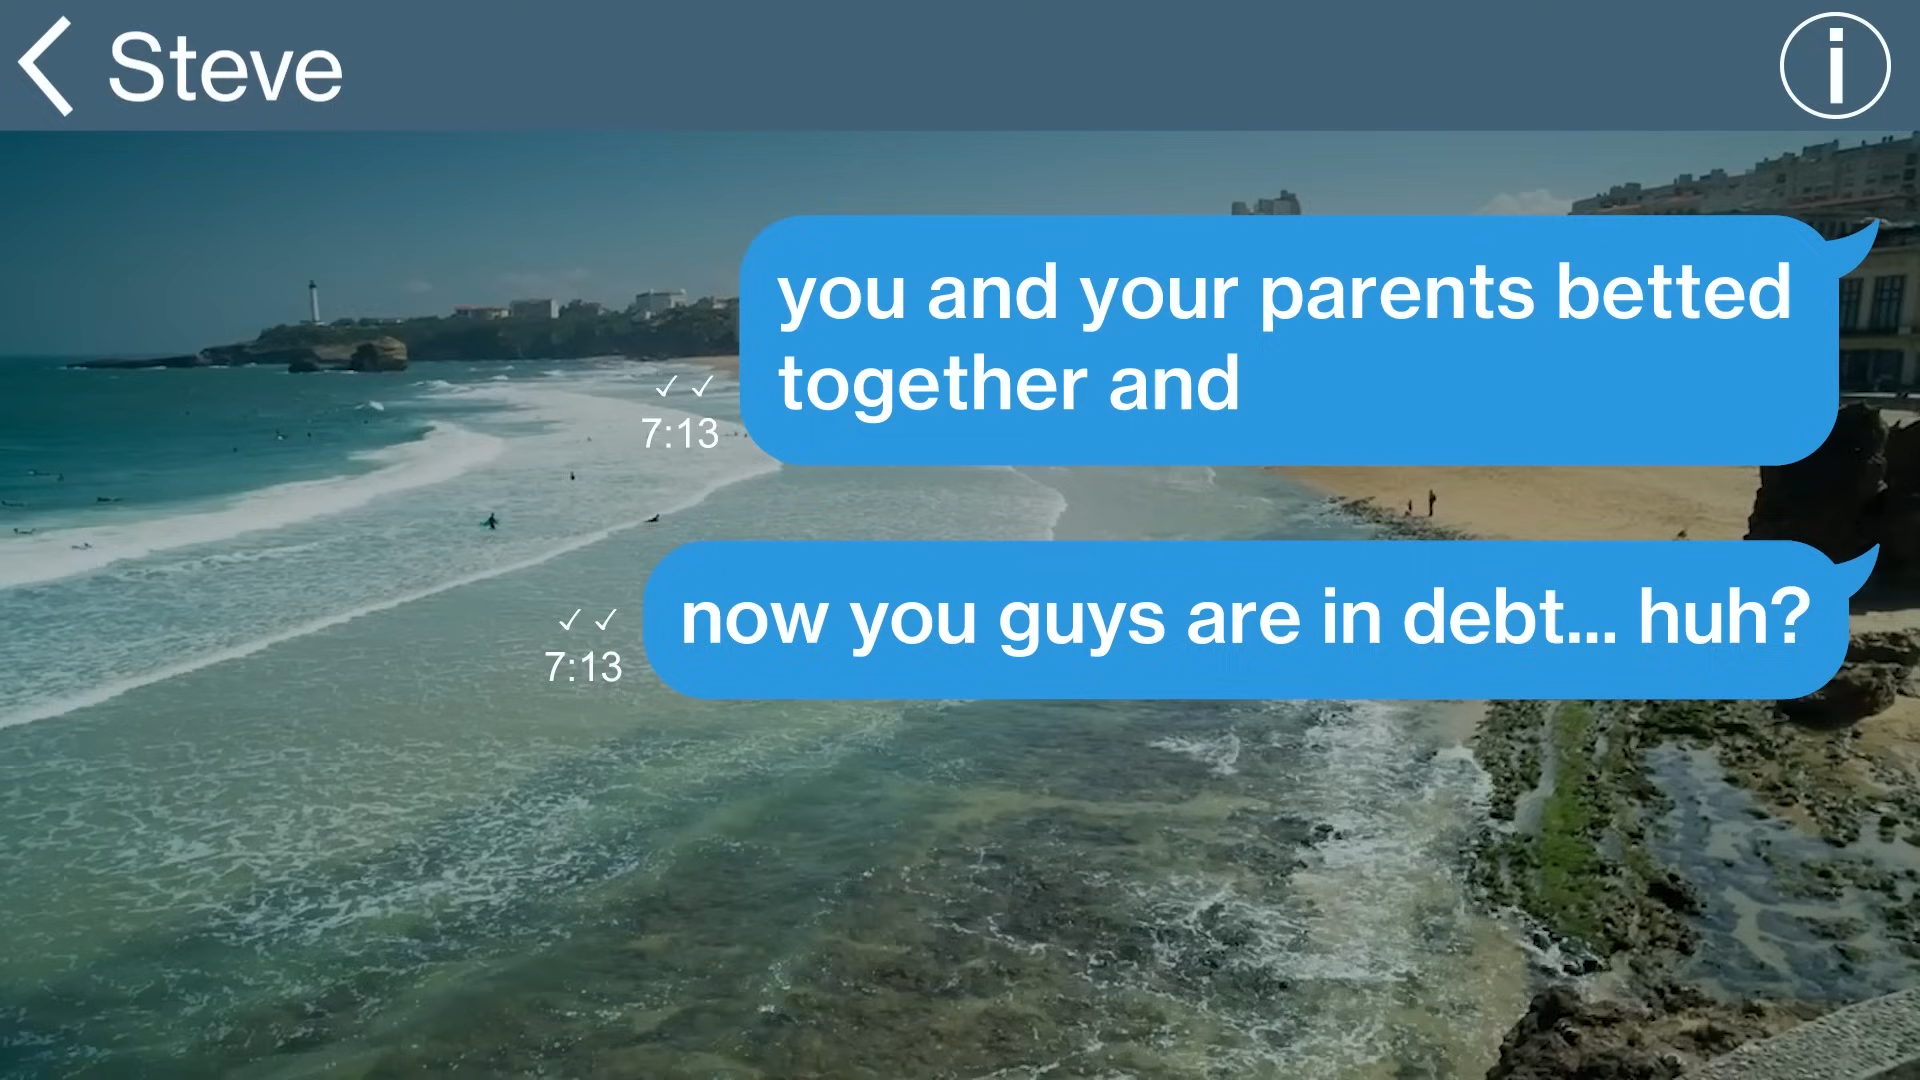 Steve
you and your parents betted
together and
7:13
now you guys are in debt... huh?
7:13